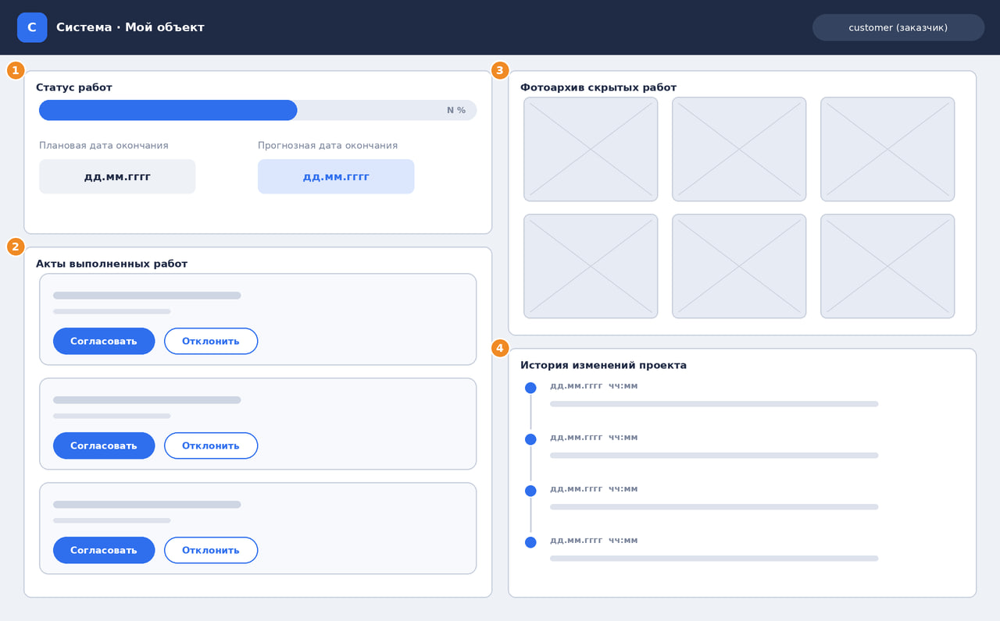 С
Система · Мой объект
customer (заказчик)
1
Статус работ
N %
Плановая дата окончания
Прогнозная дата окончания
дд.мм.гггг
дд.мм.гггг
2
Акты выполненных работ
Согласовать
Отклонить
Согласовать
Отклонить
Согласовать
Отклонить
3
Фотоархив скрытых работ
4
История изменений проекта
дд.мм.гггг чч:мм
дд.мм.гггг чч:мм
дд.мм.гггг чч:мм
дд.мм.гггг чч:мм